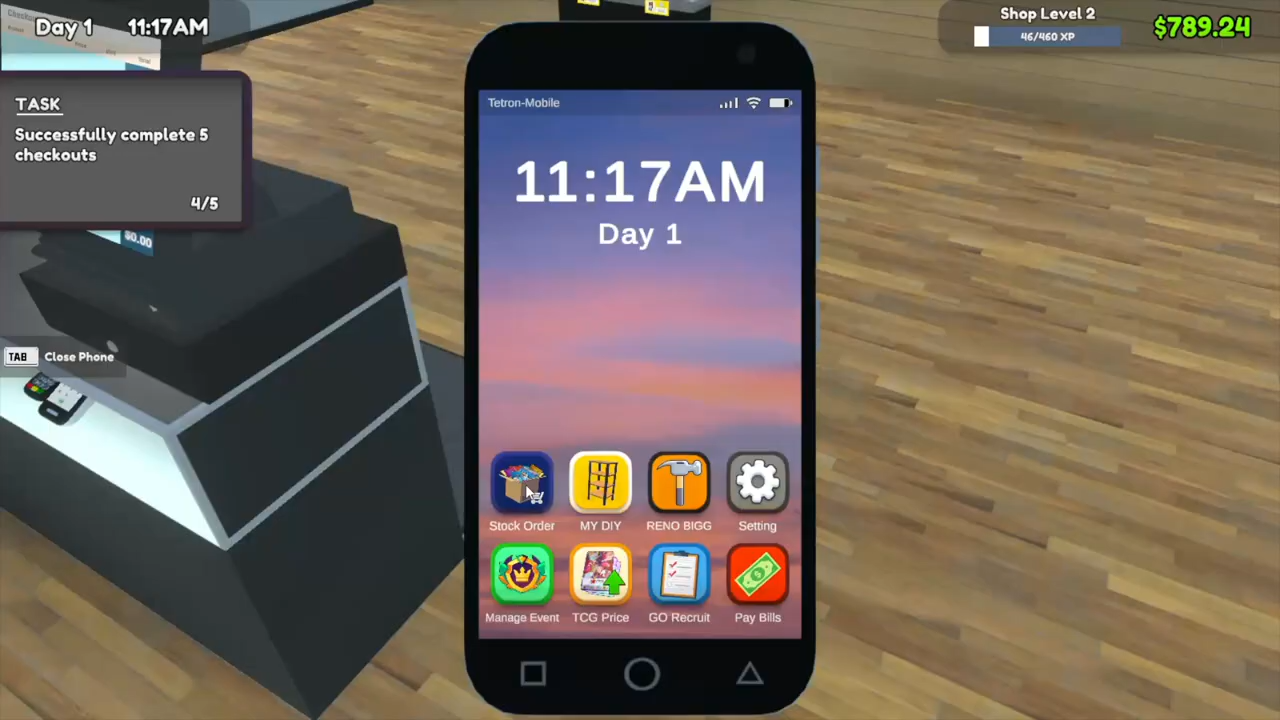 Day 1 11:17AM
Shop Level 2
46/460 XP
$789.24
TASK
Successfully complete 5
checkouts
4/5
$0.00
TAB Close Phone
Tetron-Mobile
11:17AM
Day 1
Stock Order MY DIY RENO BIGG Setting
Manage Event TCG Price GO Recruit Pay Bills